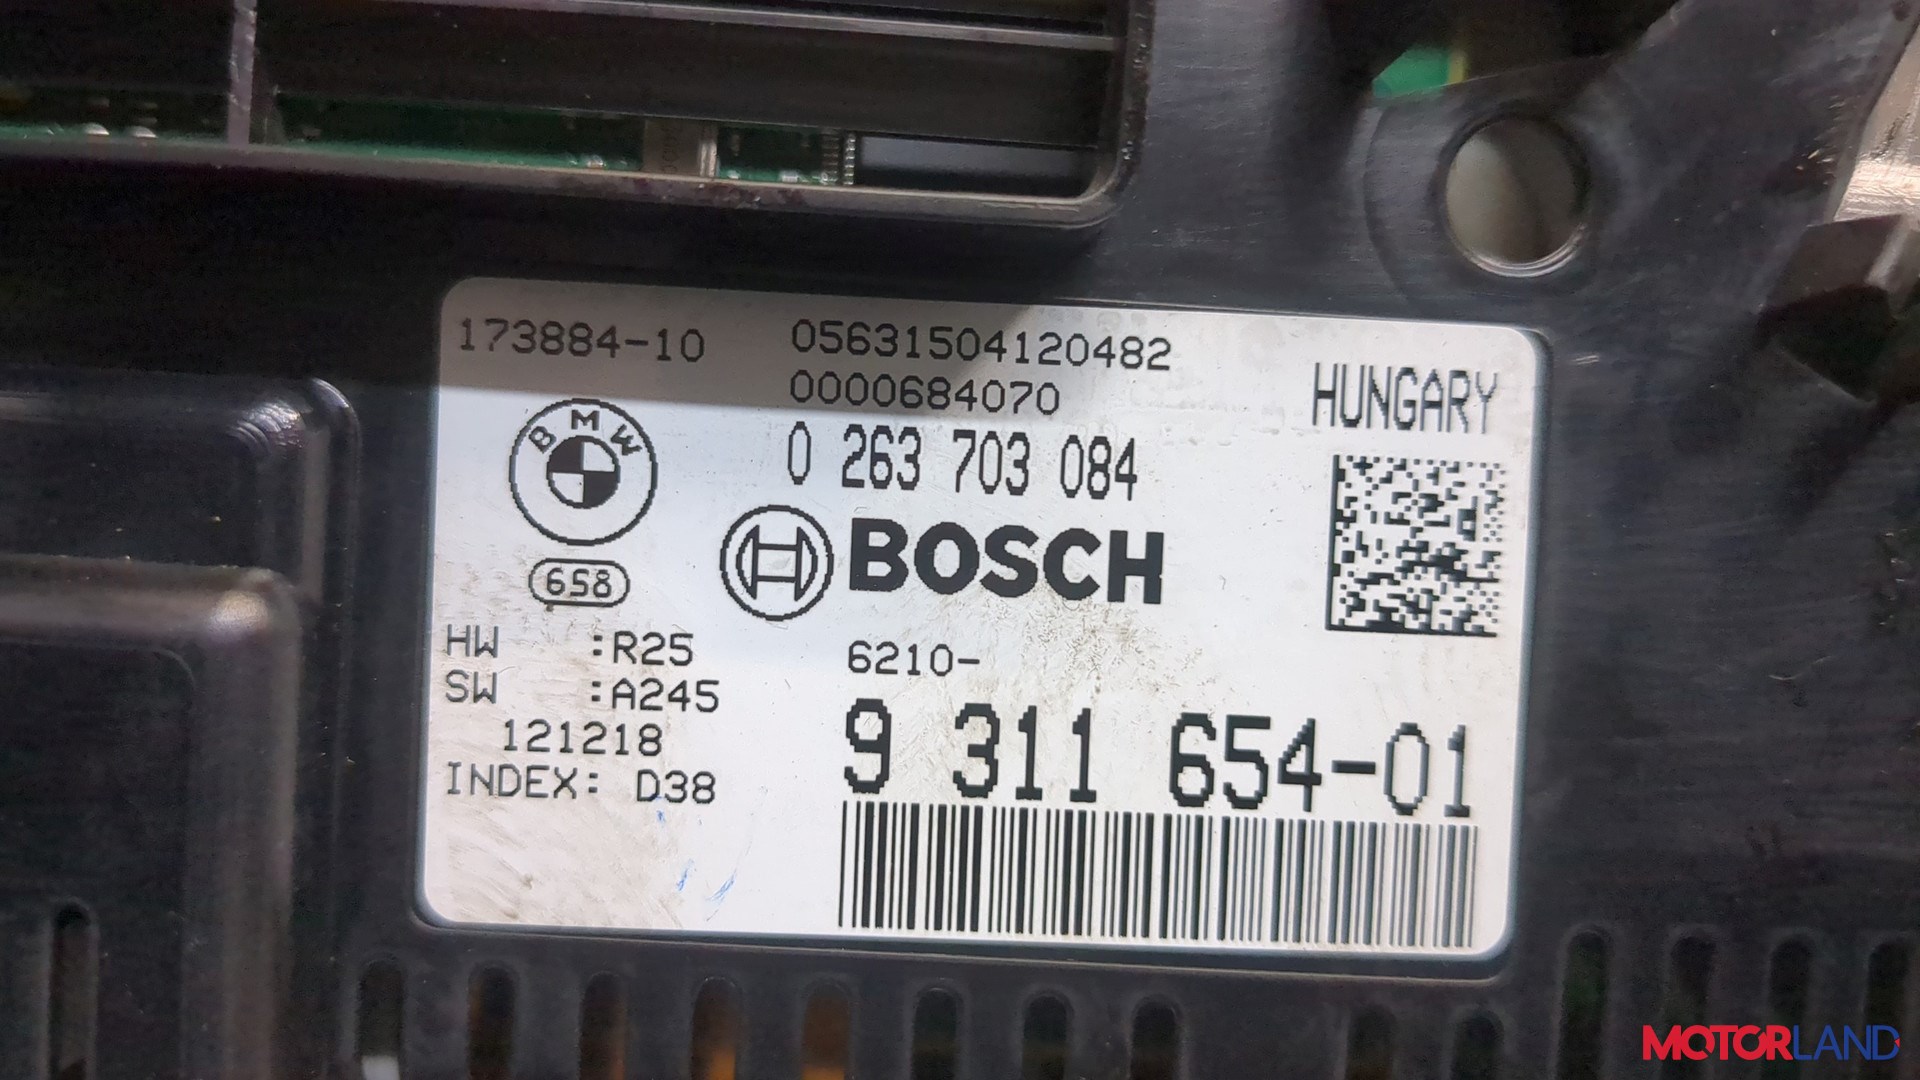 173884-10 05631504120482
0000684070
HUNGARY
0 263 703 084
BMW
658
BOSCH
HW :R25
SW :A245
121218
INDEX: D38
6210-
9 311 654-01
MOTORLAND